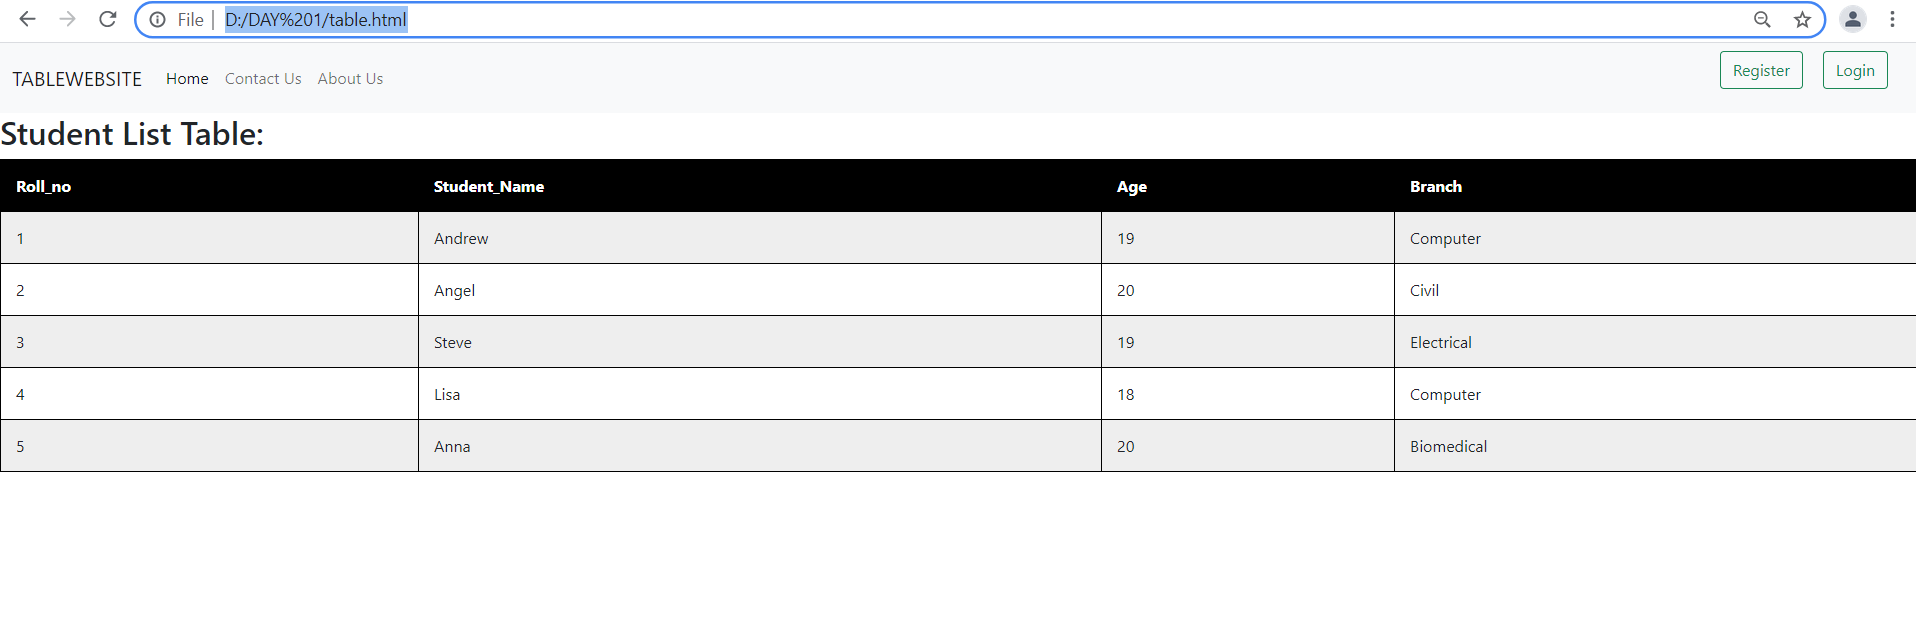 File | D:/DAY%201/table.html
TABLEWEBSITE Home Contact Us About Us Register Login
Student List Table:
Roll_no Student_Name Age Branch
1 Andrew 19 Computer
2 Angel 20 Civil
3 Steve 19 Electrical
4 Lisa 18 Computer
5 Anna 20 Biomedical